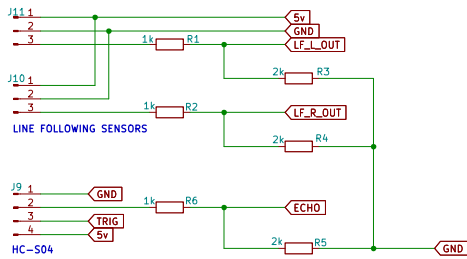 J11 1
2
3
1k R1
5v
GND
LF_L_OUT
2k R3
J10 1
2
3
1k R2
LF_R_OUT
LINE FOLLOWING SENSORS
2k R4
J9 1
2
3
4
GND
1k R6
ECHO
TRIG
5v
HC-S04
2k R5
GND